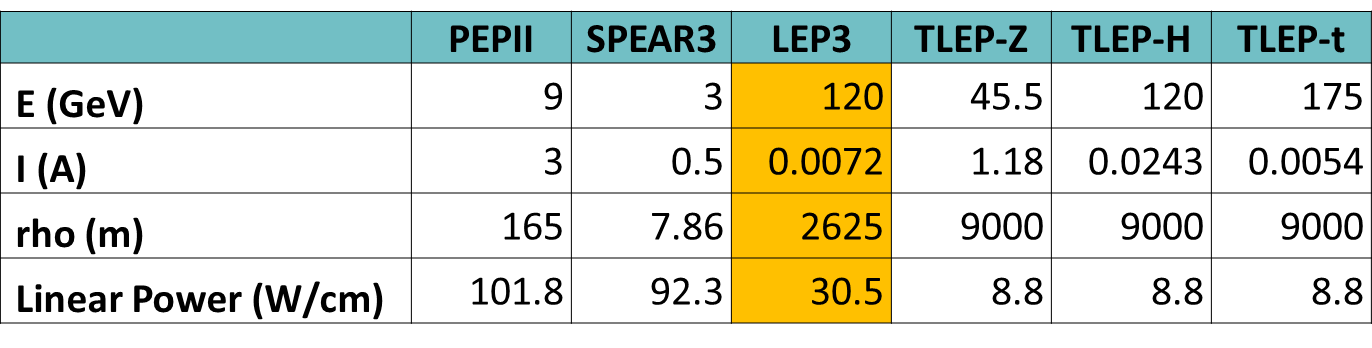 PEPII SPEAR3 LEP3 TLEP-Z TLEP-H TLEP-t
E (GeV) 9 3 120 45.5 120 175
I (A) 3 0.5 0.0072 1.18 0.0243 0.0054
rho (m) 165 7.86 2625 9000 9000 9000
Linear Power (W/cm) 101.8 92.3 30.5 8.8 8.8 8.8